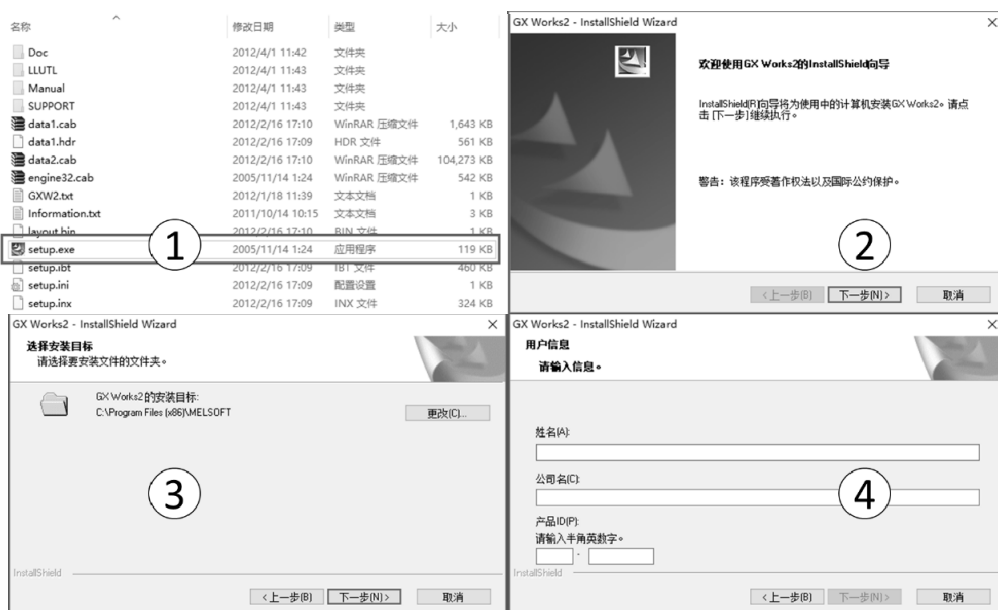 名称 修改日期 类型 大小
Doc 2012/4/1 11:42 文件夹
LLUTL 2012/4/1 11:43 文件夹
Manual 2012/4/1 11:43 文件夹
SUPPORT 2012/4/1 11:43 文件夹
data1.cab 2012/2/16 17:10 WinRAR 压缩文件 1,643 KB
data1.hdr 2012/2/16 17:09 HDR 文件 561 KB
data2.cab 2012/2/16 17:10 WinRAR 压缩文件 104,273 KB
engine32.cab 2005/11/14 1:24 WinRAR 压缩文件 542 KB
GXW2.txt 2012/1/18 11:39 文本文档 1 KB
Information.txt 2011/10/14 10:15 文本文档 3 KB
layout.bin 2012/2/16 17:10 BIN 文件 1 KB
setup.exe 2005/11/14 1:24 应用程序 119 KB
setup.ibt 2012/2/16 17:09 IBT 文件 460 KB
setup.ini 2012/2/16 17:09 配置设置 1 KB
setup.inx 2012/2/16 17:09 INX 文件 324 KB
1
GX Works2 - InstallShield Wizard
欢迎使用GX Works2的InstallShield向导
InstallShield(R)向导将为使用中的计算机安装GX Works2。请点
击 [下一步]继续执行。
警告：该程序受著作权法以及国际公约保护。
2
<上一步(B) 下一步(N)> 取消
GX Works2 - InstallShield Wizard
选择安装目标
请选择要安装文件的文件夹。
GX Works2的安装目标:
C:\Program Files (x86)\MELSOFT
更改(C)...
3
InstallShield
<上一步(B) 下一步(N)> 取消
GX Works2 - InstallShield Wizard
用户信息
请输入信息。
姓名(A):
公司名(C):
4
产品ID(P):
请输入半角英数字。
-
InstallShield
<上一步(B) 下一步(N)> 取消